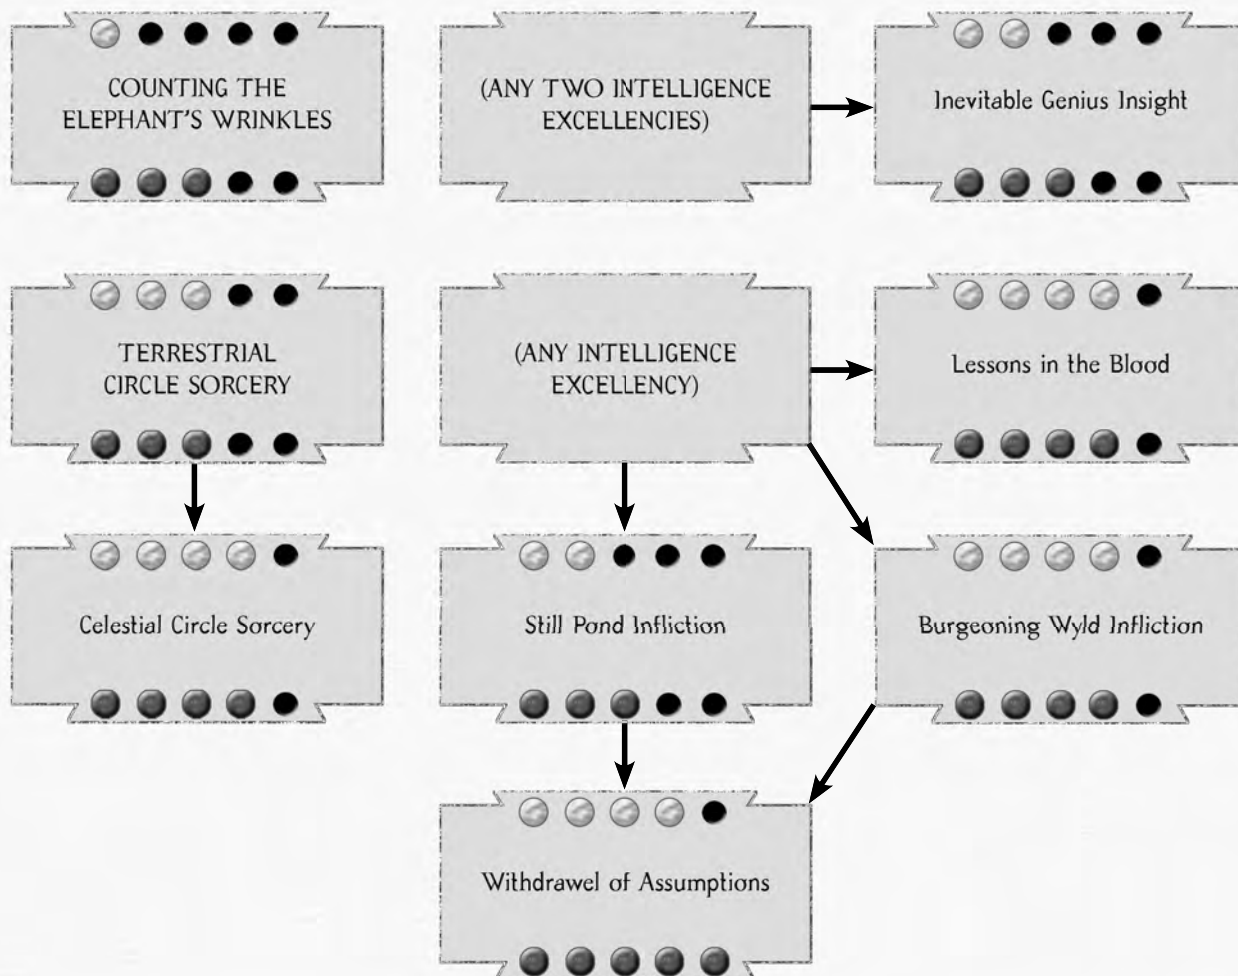 COUNTING THE
ELEPHANT'S WRINKLES
(ANY TWO INTELLIGENCE
EXCELLENCIES)
Inevitable Genius Insight
TERRESTRIAL
CIRCLE SORCERY
(ANY INTELLIGENCE
EXCELLENCY)
Lessons in the Blood
Celestial Circle Sorcery
Still Pond Infliction
Burgeoning Wyld Infliction
Withdrawel of Assumptions